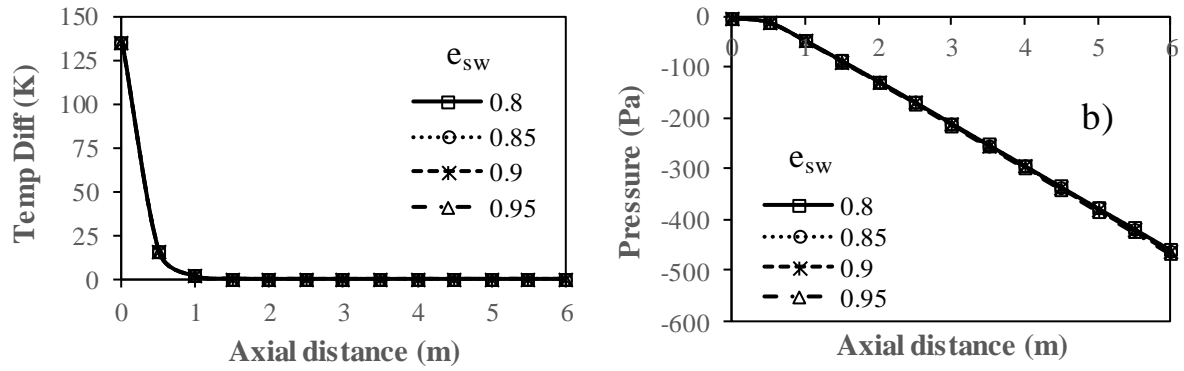 150
125
100
75
50
25
0
Temp Diff (K)
e_sw
0.8
0.85
0.9
0.95
0 1 2 3 4 5 6
Axial distance (m)
0
-100
-200
-300
-400
-500
-600
Pressure (Pa)
0 1 2 3 4 5 6
b)
e_sw
0.8
0.85
0.9
0.95
Axial distance (m)